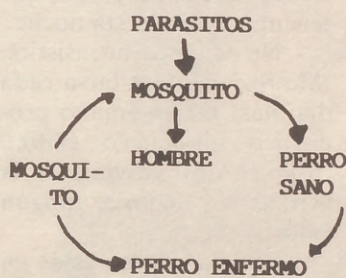 PARASITOS
MOSQUITO
HOMBRE
PERRO
SANO
MOSQUI-
TO
PERRO ENFERMO